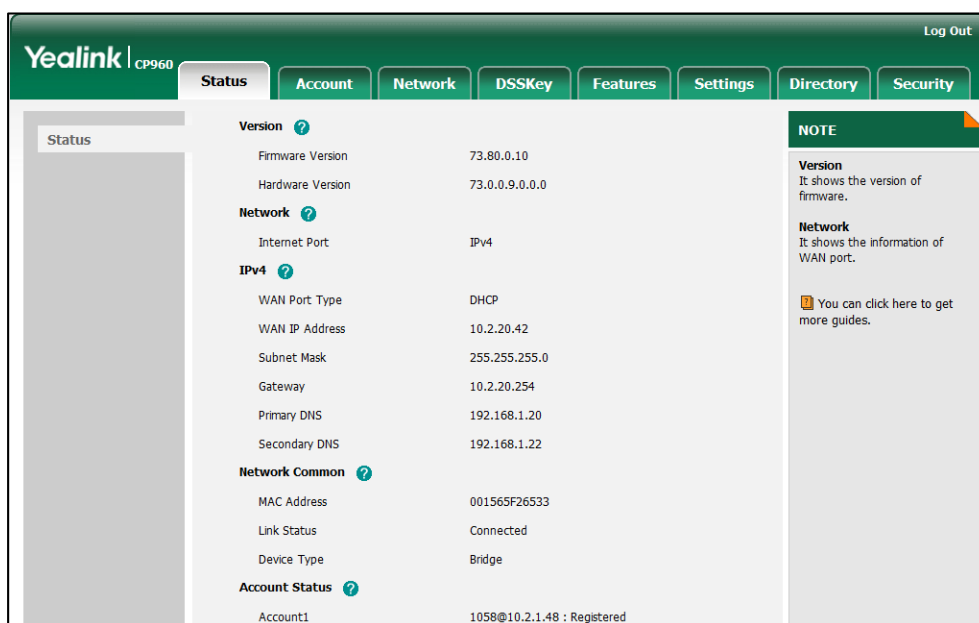 Log Out
Yealink CP960
Status Account Network DSSKey Features Settings Directory Security
Status
Version
Firmware Version 73.80.0.10
Hardware Version 73.0.0.9.0.0.0
Network
Internet Port IPv4
IPv4
WAN Port Type DHCP
WAN IP Address 10.2.20.42
Subnet Mask 255.255.255.0
Gateway 10.2.20.254
Primary DNS 192.168.1.20
Secondary DNS 192.168.1.22
Network Common
MAC Address 001565F26533
Link Status Connected
Device Type Bridge
Account Status
Account1 1058@10.2.1.48 : Registered
NOTE
Version
It shows the version of
firmware.
Network
It shows the information of
WAN port.
You can click here to get
more guides.